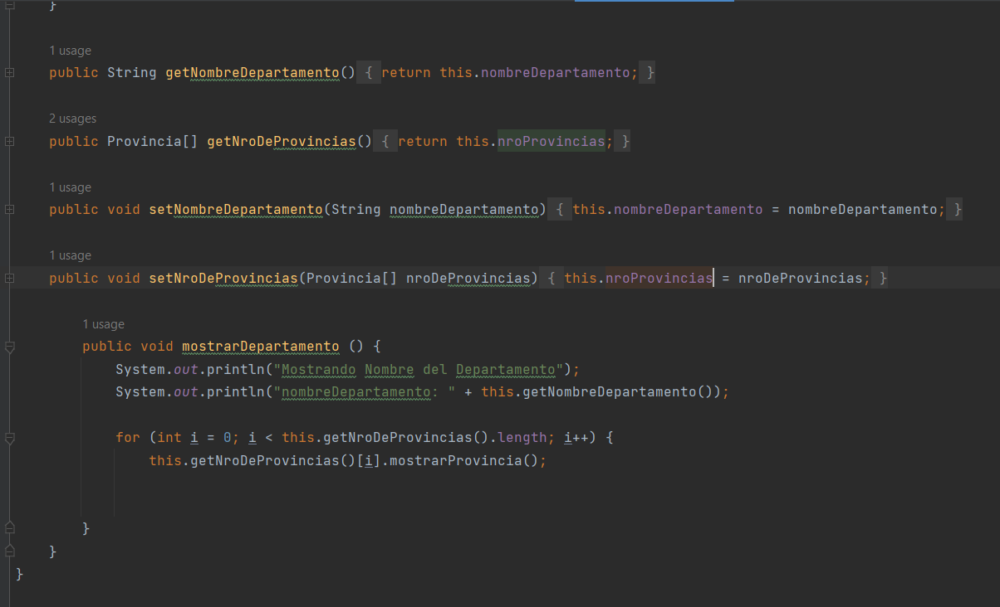 }
1 usage
public String getNombreDepartamento() { return this.nombreDepartamento; }
2 usages
public Provincia[] getNroDeProvincias() { return this.nroProvincias; }
1 usage
public void setNombreDepartamento(String nombreDepartamento) { this.nombreDepartamento = nombreDepartamento; }
1 usage
public void setNroDeProvincias(Provincia[] nroDeProvincias) { this.nroProvincias = nroDeProvincias; }
1 usage
public void mostrarDepartamento () {
System.out.println("Mostrando Nombre del Departamento");
System.out.println("nombreDepartamento: " + this.getNombreDepartamento());
for (int i = 0; i < this.getNroDeProvincias().length; i++) {
this.getNroDeProvincias()[i].mostrarProvincia();
}
}
}